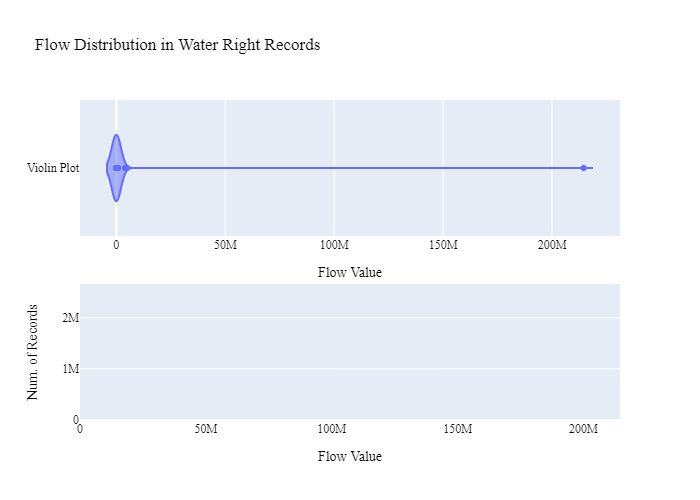 Flow Distribution in Water Right Records
Violin Plot
0 50M 100M 150M 200M
Flow Value
Num. of Records
2M
1M
0
0 50M 100M 150M 200M
Flow Value